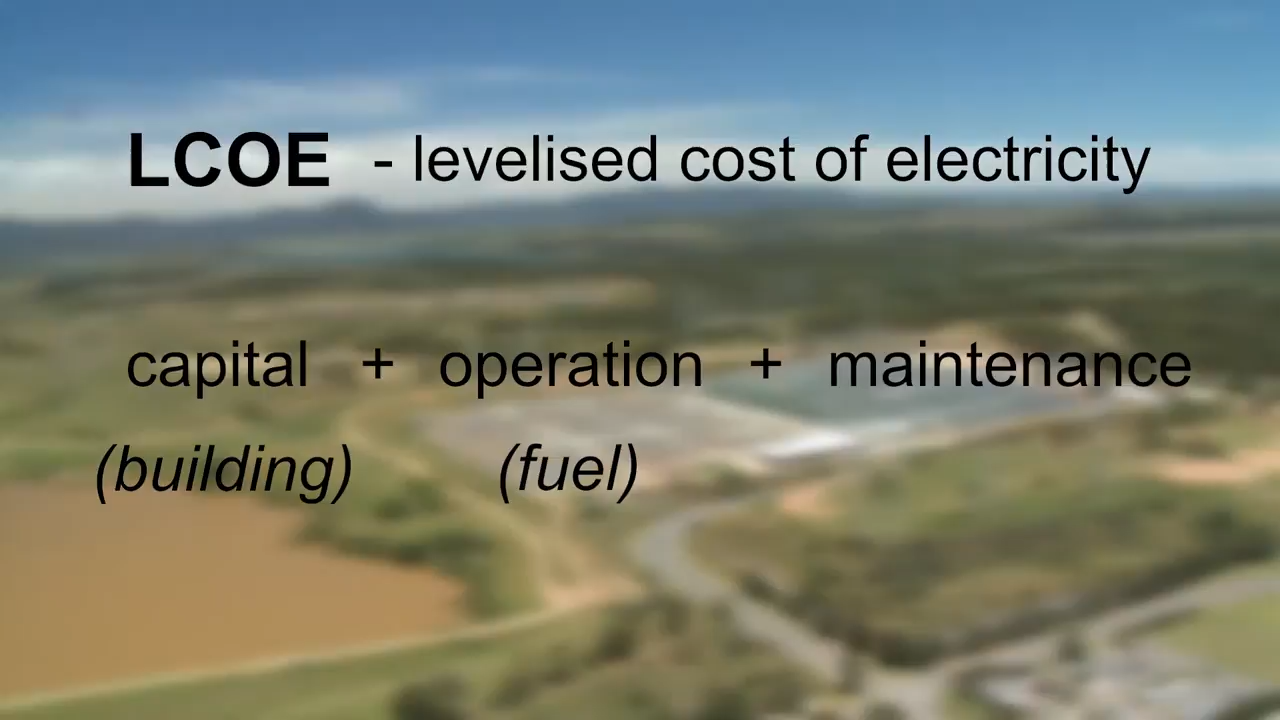 LCOE - levelised cost of electricity
capital + operation + maintenance
(building) (fuel)